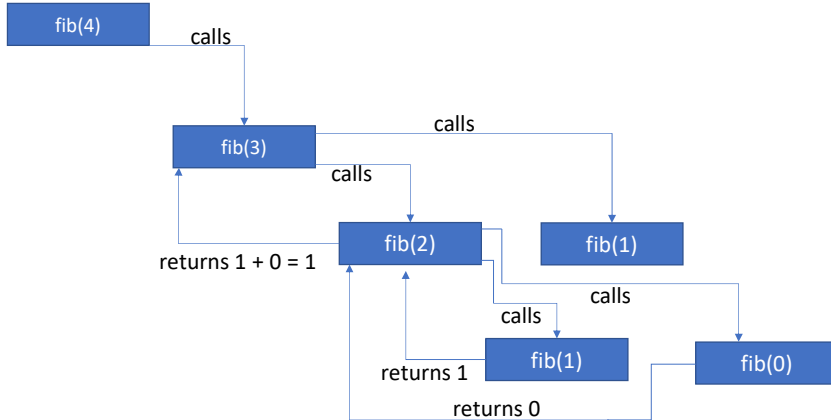 fib(4)
calls
calls
fib(3)
calls
fib(2)
fib(1)
returns 1 + 0 = 1
calls
calls
fib(1)
fib(0)
returns 1
returns 0